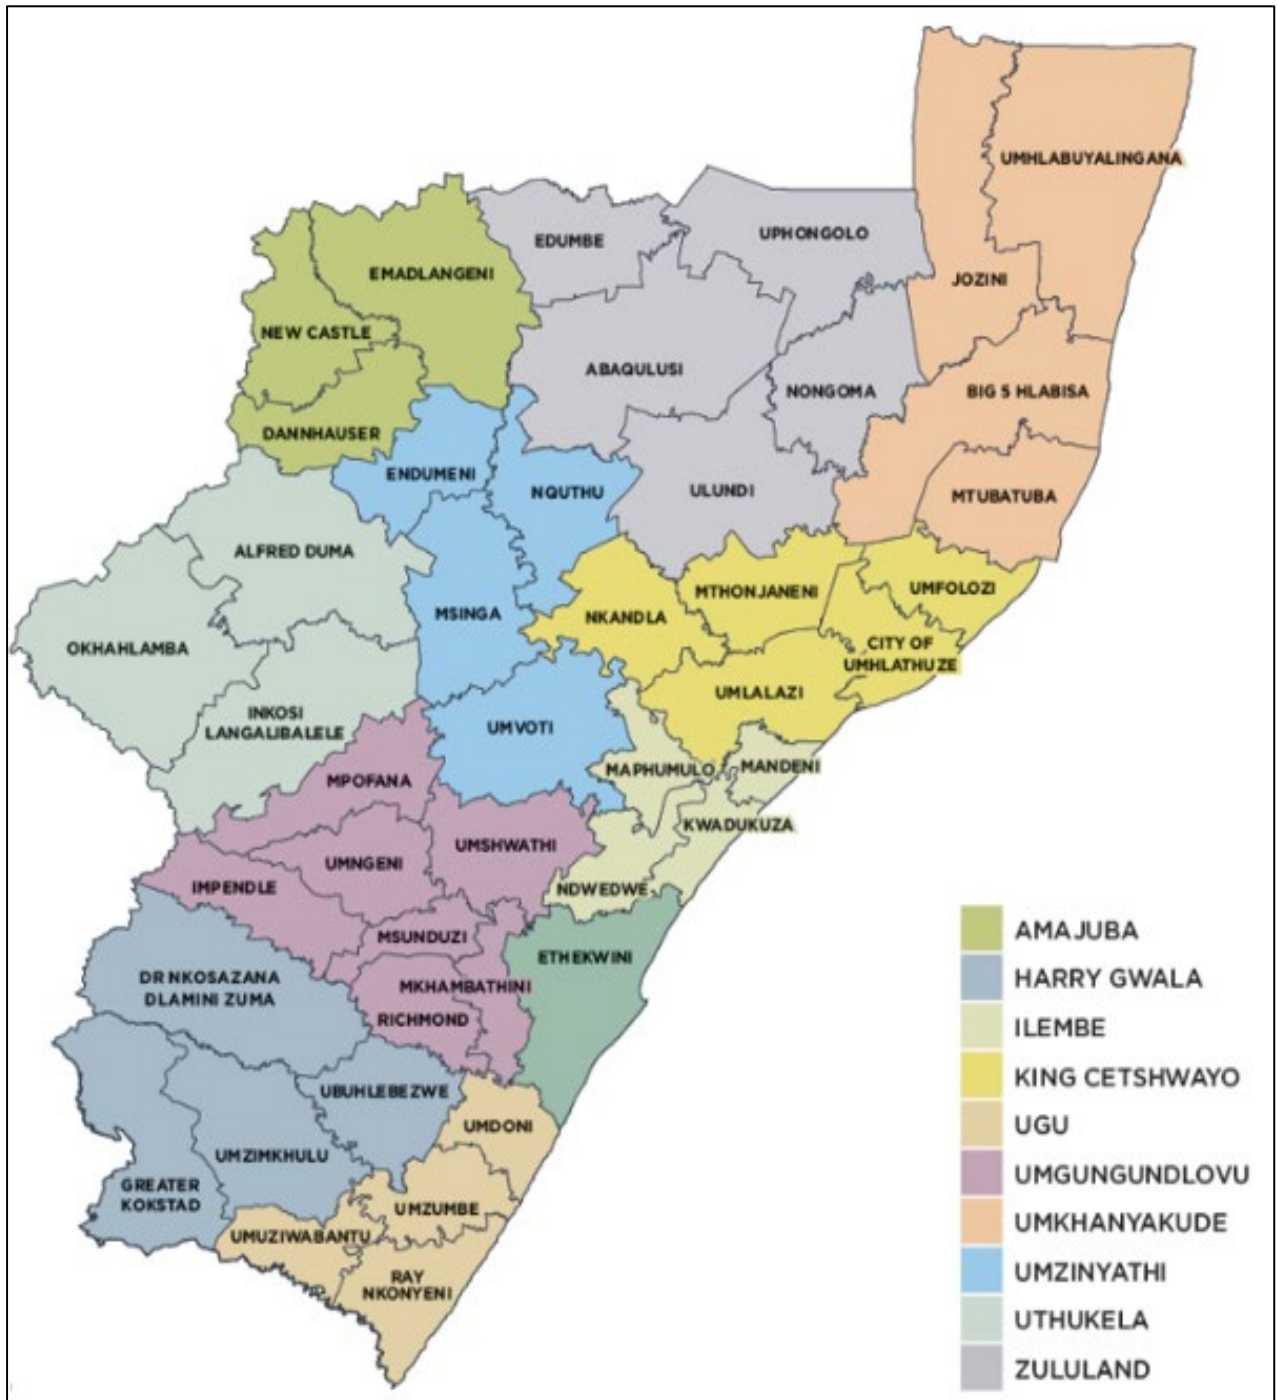 UMHLABUYALINGANA
EDUMBE
UPHONGOLO
EMADLANGENI
JOZINI
NEW CASTLE
ABAQULUSI
NONGOMA
BIG 5 HLABISA
DANNHAUSER
ENDUMENI
NQUTHU
ULUNDI
MTUBATUBA
ALFRED DUMA
MSINGA
NKANDLA
MTHONJANENI
UMFOLOZI
OKHAHLAMBA
CITY OF
UMHLATHUZE
UMLALAZI
INKOSI
LANGALIBALELE
UMVOTI
MPOFANA
MAPHUMULO
MANDENI
KWADUKUZA
UMSHWATHI
UMNGENI
IMPENDLE
NDWEDWE
MSUNDUZI
ETHEKWINI
DR NKOSAZANA
DLAMINI ZUMA
MKHAMBATHINI
RICHMOND
UBUHLEBEZWE
UMDONI
UMZIMKHULU
GREATER
KOKSTAD
UMZUMBE
UMUZIWABANTU
RAY
NKONYENI
AMAJUBA
HARRY GWALA
ILEMBE
KING CETSHWAYO
UGU
UMGUNGUNDLOVU
UMKHANYAKUDE
UMZINYATHI
UTHUKELA
ZULULAND